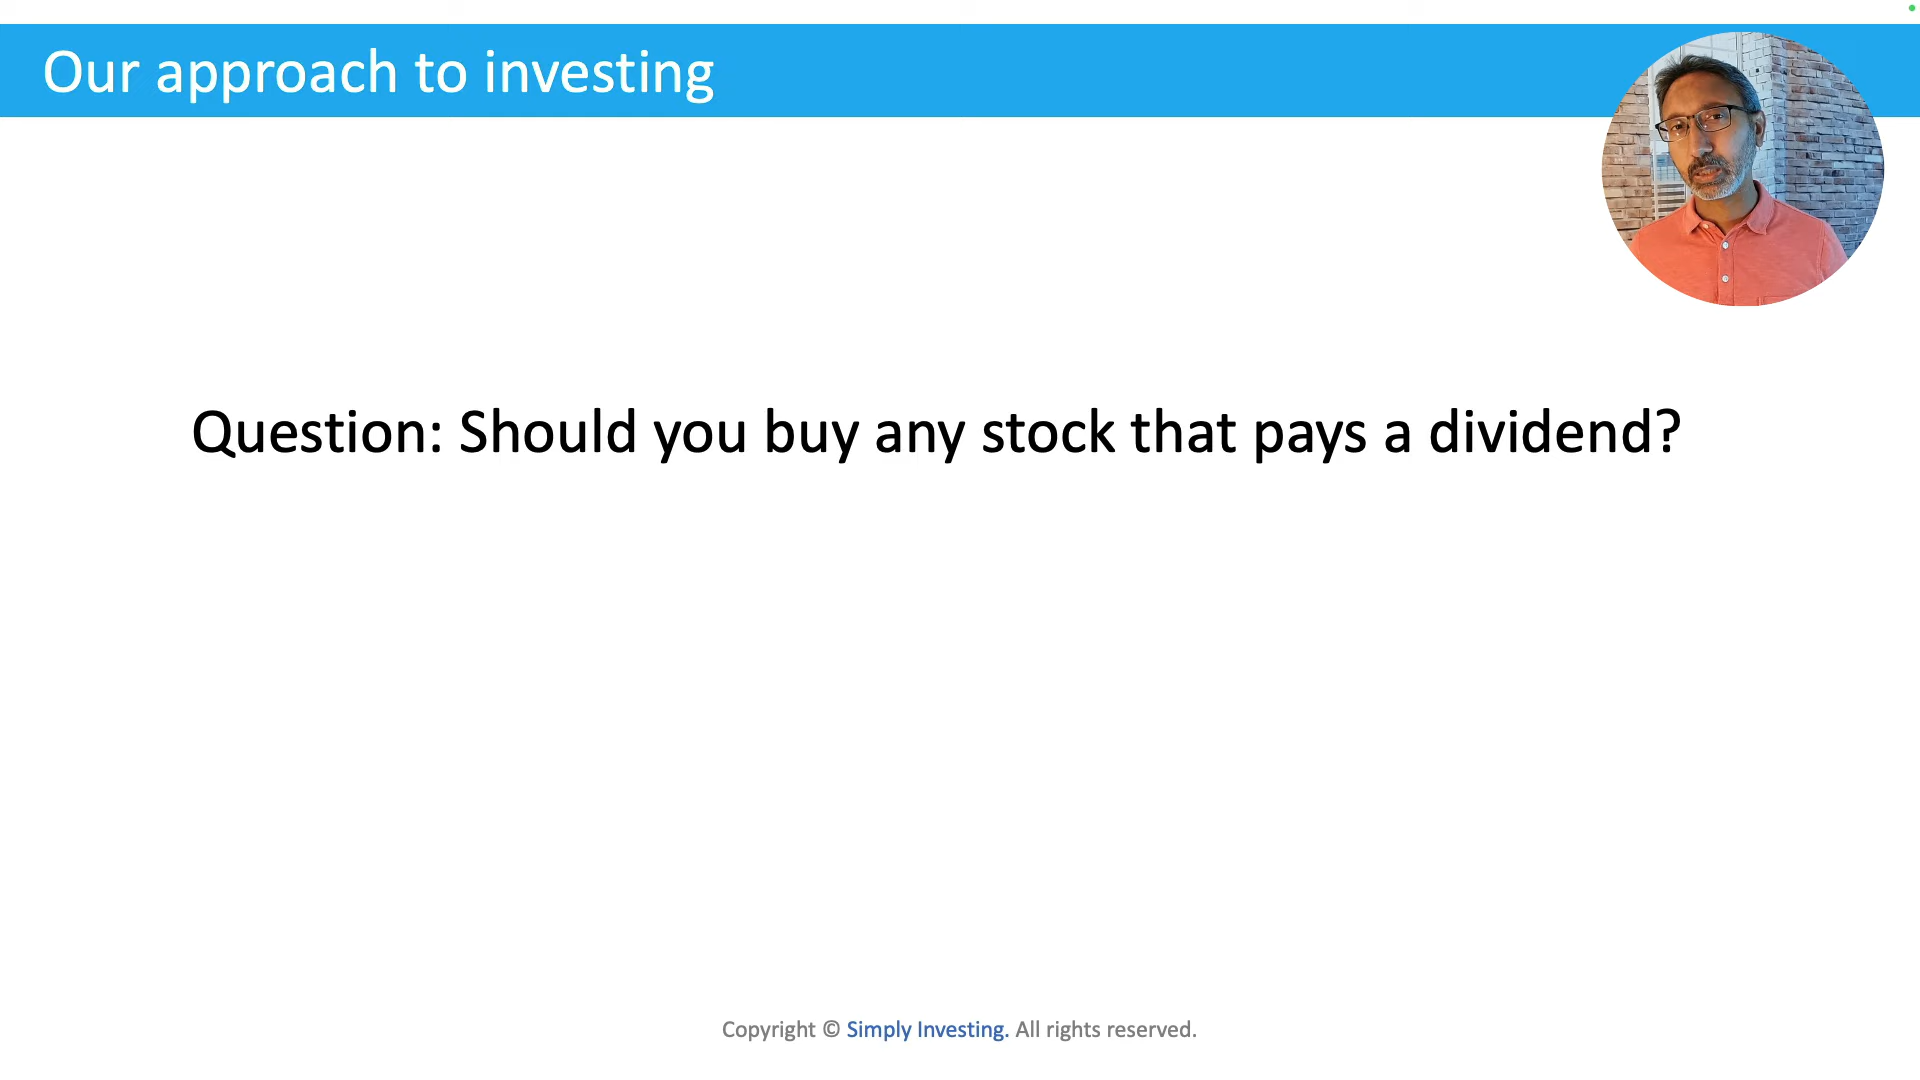 Our approach to investing
Question: Should you buy any stock that pays a dividend?
Copyright © Simply Investing. All rights reserved.